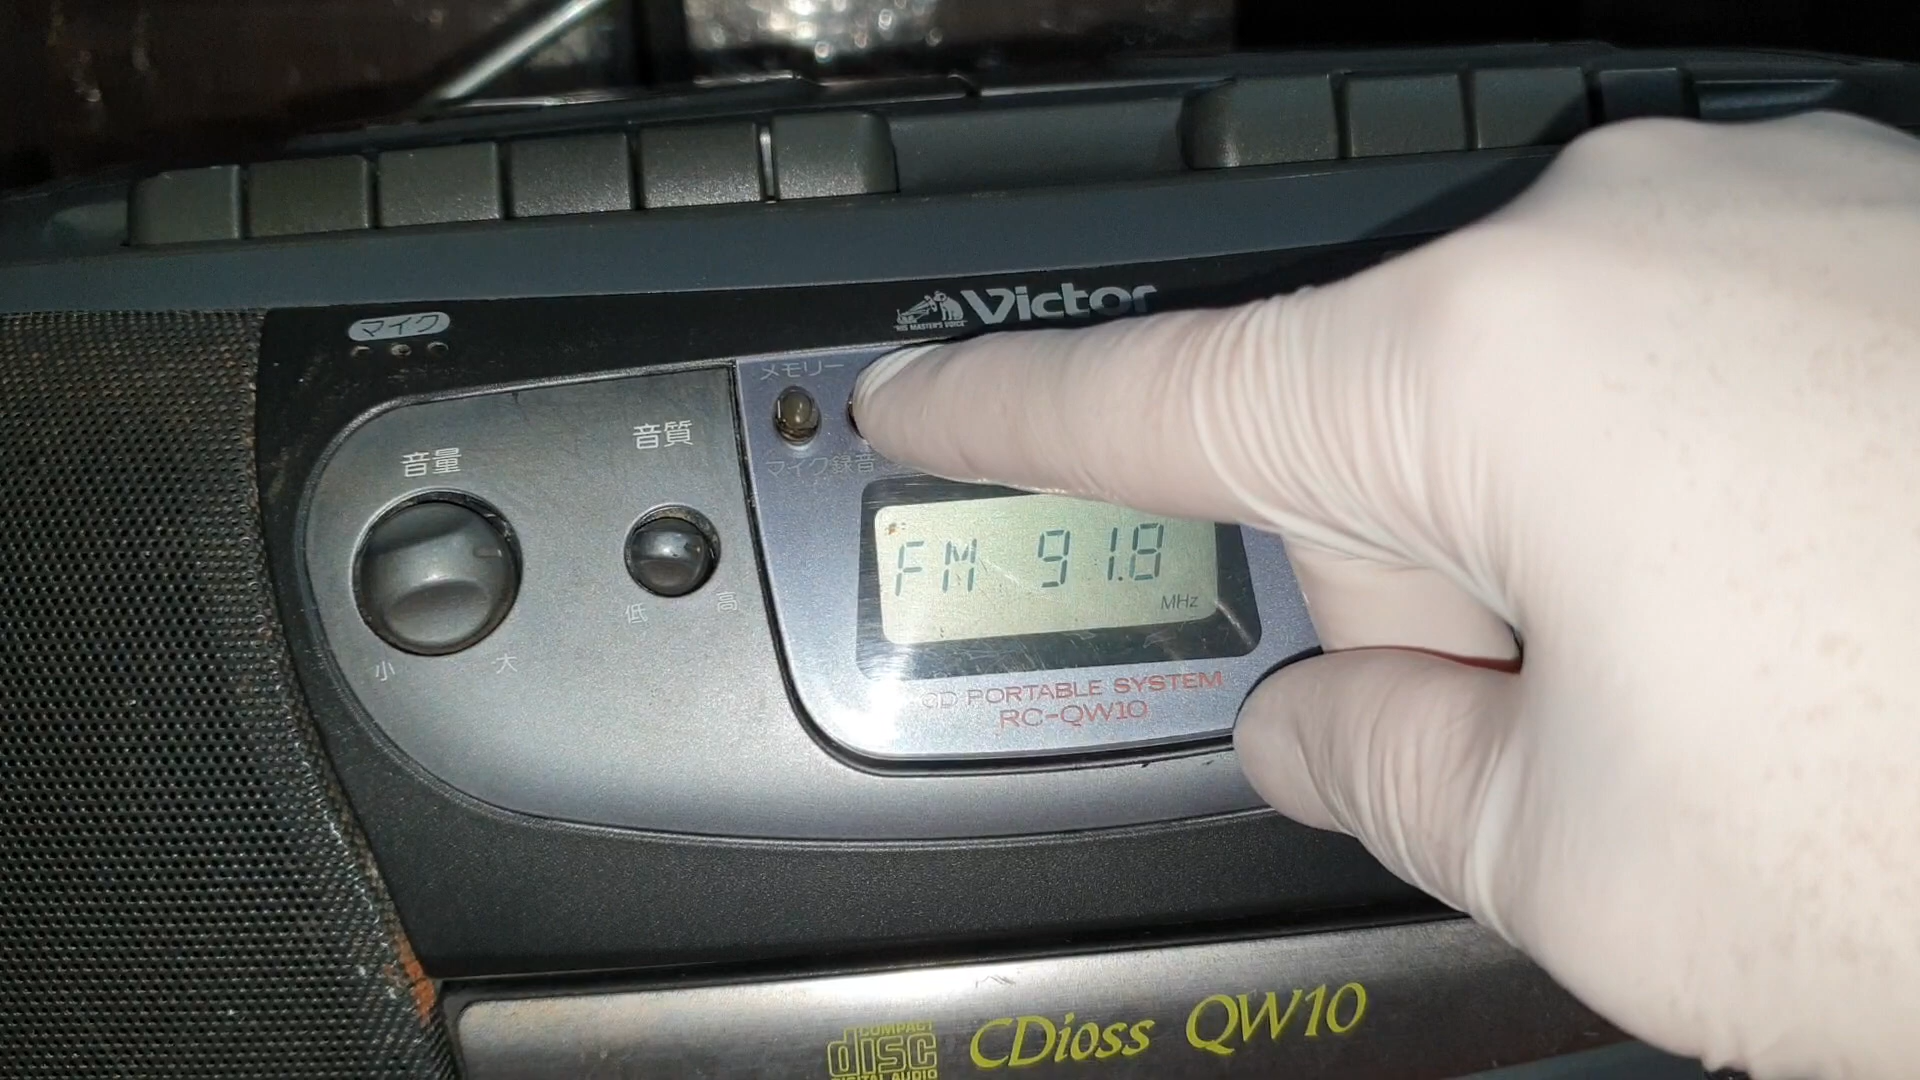 マイク
"HIS MASTER'S VOICE"
Victor
メモリー
音質
音量
マイク録音
FM 91.8
MHz
低 高
小 大
CD PORTABLE SYSTEM
RC-QW10
COMPACT
disc
DIGITAL AUDIO
CDioss QW10